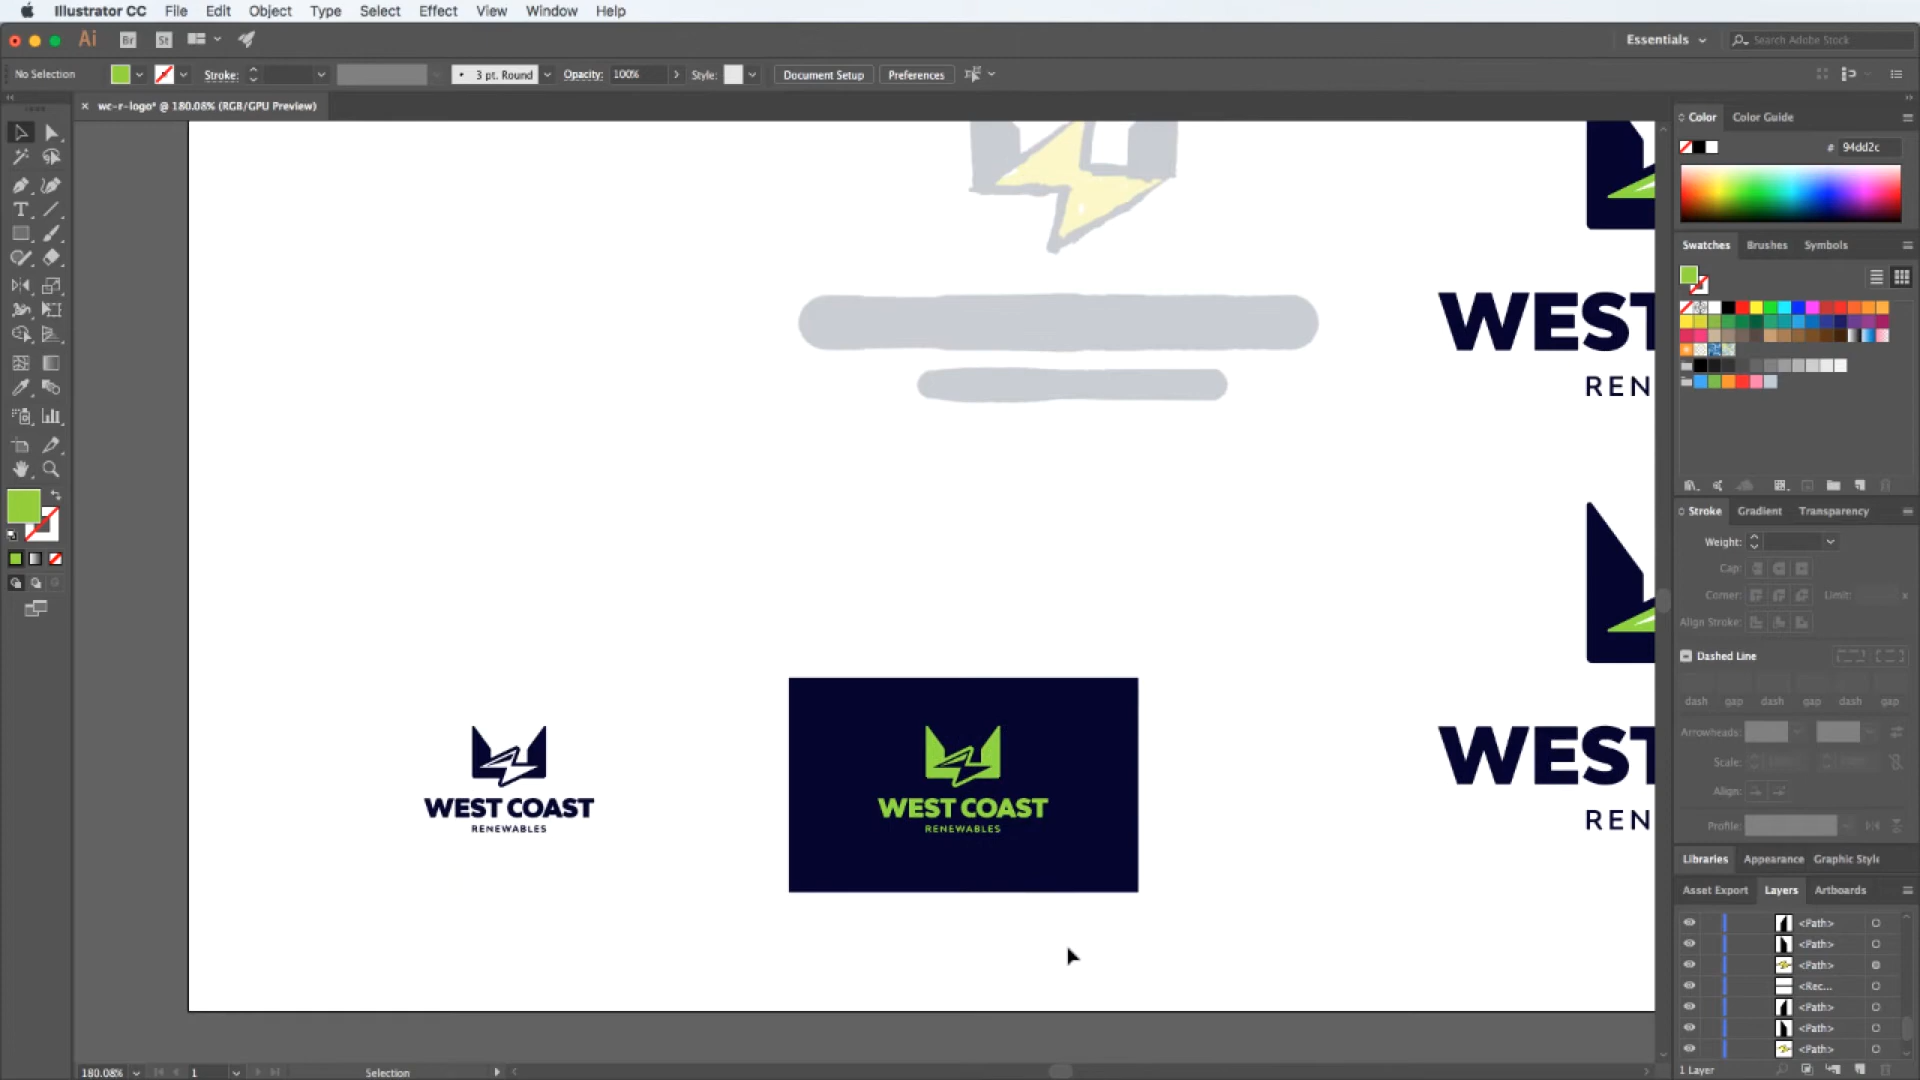 Illustrator CC File Edit Object Type Select Effect View Window Help
Ai Br St Essentials Search Adobe Stock
No Selection Stroke: 3 pt. Round Opacity: 100% Style: Document Setup Preferences
× wc-r-logo* @ 180.08% (RGB/GPU Preview)
Color Color Guide
# 94dd2c
Swatches Brushes Symbols
WEST
REN
Stroke Gradient Transparency
Weight:
Cap:
Corner: Limit: x
Align Stroke:
Dashed Line
dash gap dash gap dash gap
Arrowheads:
Scale:
Align:
Profile:
WEST COAST
RENEWABLES
WEST COAST
RENEWABLES
WEST
REN
Libraries Appearance Graphic Style
Asset Export Layers Artboards
<Path>
<Path>
<Path>
<Rec...
<Path>
<Path>
<Path>
1 Layer
180.08% 1 Selection